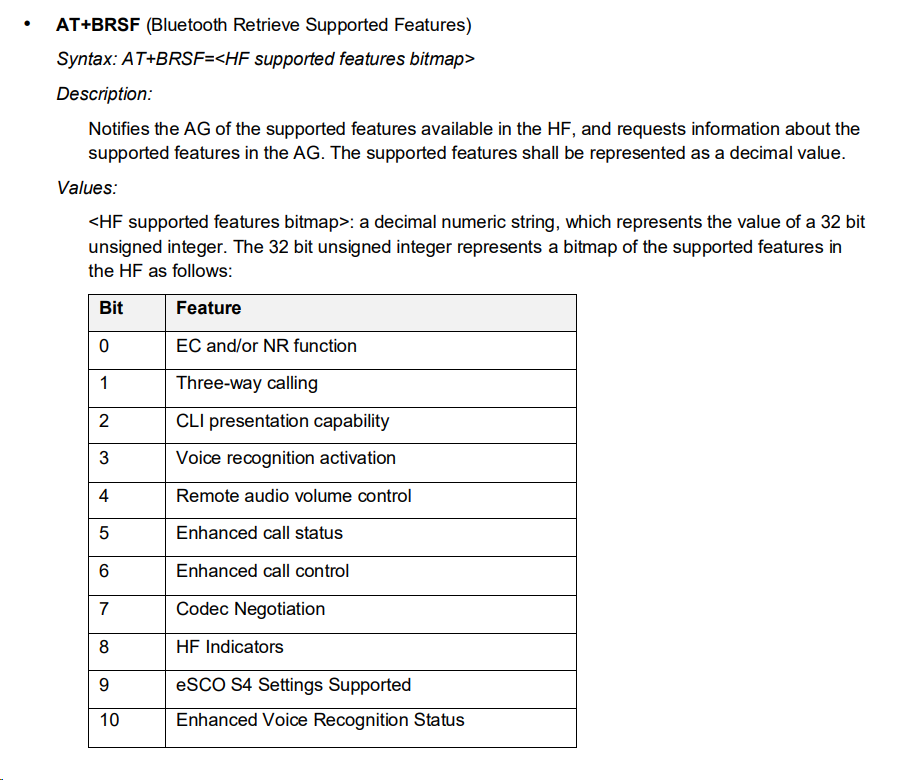 • AT+BRSF (Bluetooth Retrieve Supported Features)
Syntax: AT+BRSF=<HF supported features bitmap>
Description:
Notifies the AG of the supported features available in the HF, and requests information about the
supported features in the AG. The supported features shall be represented as a decimal value.
Values:
<HF supported features bitmap>: a decimal numeric string, which represents the value of a 32 bit
unsigned integer. The 32 bit unsigned integer represents a bitmap of the supported features in
the HF as follows:
Bit Feature
0 EC and/or NR function
1 Three-way calling
2 CLI presentation capability
3 Voice recognition activation
4 Remote audio volume control
5 Enhanced call status
6 Enhanced call control
7 Codec Negotiation
8 HF Indicators
9 eSCO S4 Settings Supported
10 Enhanced Voice Recognition Status